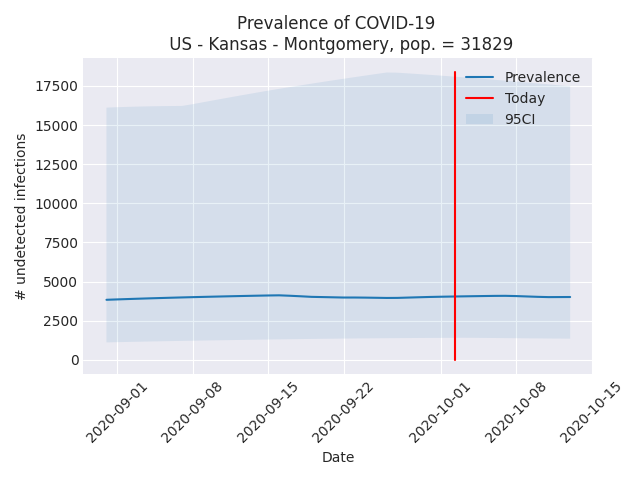 Prevalence of COVID-19
US - Kansas - Montgomery, pop. = 31829
Prevalence
Today
95CI
# undetected infections
17500
15000
12500
10000
7500
5000
2500
0
2020-09-01
2020-09-08
2020-09-15
2020-09-22
2020-10-01
2020-10-08
2020-10-15
Date